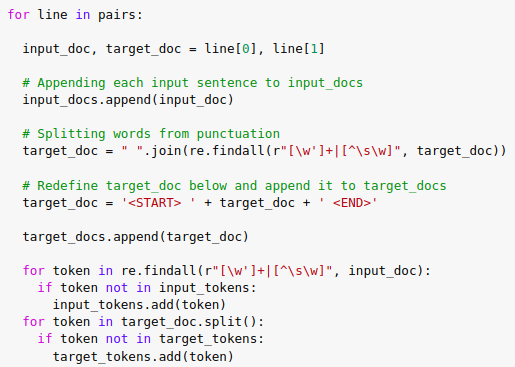 for line in pairs:
input_doc, target_doc = line[0], line[1]
# Appending each input sentence to input_docs
input_docs.append(input_doc)
# Splitting words from punctuation
target_doc = " ".join(re.findall(r"[\w']+|[^\s\w]", target_doc))
# Redefine target_doc below and append it to target_docs
target_doc = '<START> ' + target_doc + ' <END>'
target_docs.append(target_doc)
for token in re.findall(r"[\w']+|[^\s\w]", input_doc):
if token not in input_tokens:
input_tokens.add(token)
for token in target_doc.split():
if token not in target_tokens:
target_tokens.add(token)